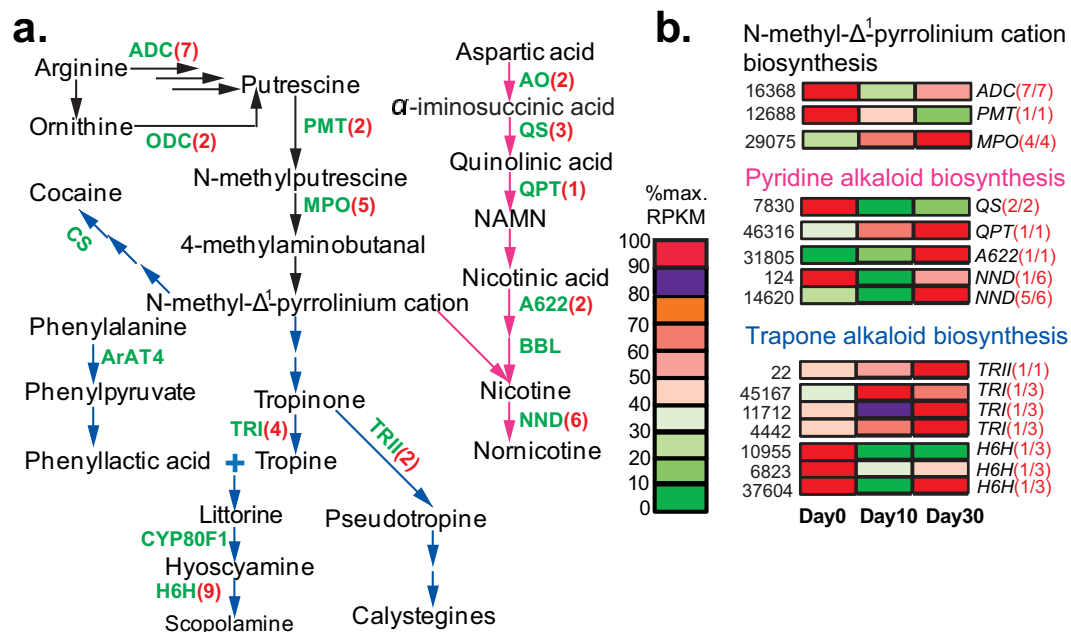 a.
ADC(7)
Arginine
Putrescine
Ornithine
ODC(2)
PMT(2)
N-methylputrescine
MPO(5)
4-methylaminobutanal
N-methyl-Δ¹-pyrrolinium cation
Cocaine
CS
Phenylalanine
ArAT4
Phenylpyruvate
Phenyllactic acid + Tropine
Tropinone
TRI(4)
TRII(2)
Littorine
CYP80F1
Hyoscyamine
H6H(9)
Scopolamine
Pseudotropine
Calystegines
Aspartic acid
AO(2)
α-iminosuccinic acid
QS(3)
Quinolinic acid
QPT(1)
NAMN
Nicotinic acid
A622(2)
BBL
Nicotine
NND(6)
Nornicotine
b.
%max.
RPKM
100
90
80
70
60
50
40
30
20
10
0
N-methyl-Δ¹-pyrrolinium cation
biosynthesis
16368 ADC(7/7)
12688 PMT(1/1)
29075 MPO(4/4)
Pyridine alkaloid biosynthesis
7830 QS(2/2)
46316 QPT(1/1)
31805 A622(1/1)
124 NND(1/6)
14620 NND(5/6)
Trapone alkaloid biosynthesis
22 TRII(1/1)
45167 TRI(1/3)
11712 TRI(1/3)
4442 TRI(1/3)
10955 H6H(1/3)
6823 H6H(1/3)
37604 H6H(1/3)
Day0 Day10 Day30